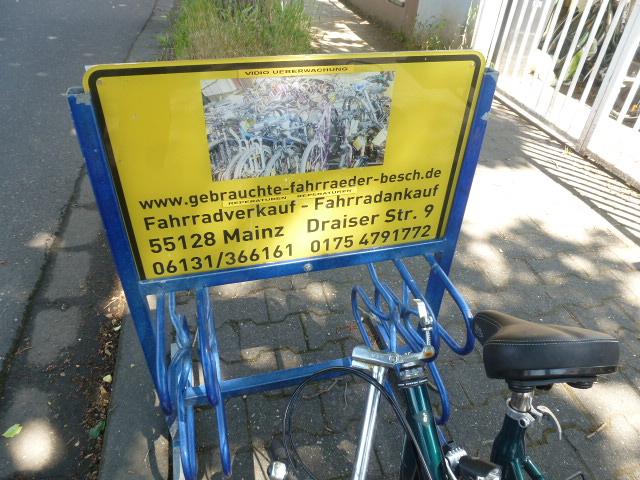 VIDIO UEBERWACHUNG
www.gebrauchte-fahrraeder-besch.de
REPERATUREN REPERATUREN
Fahrradverkauf - Fahrradankauf
55128 Mainz Draiser Str. 9
06131/366161 0175 4791772